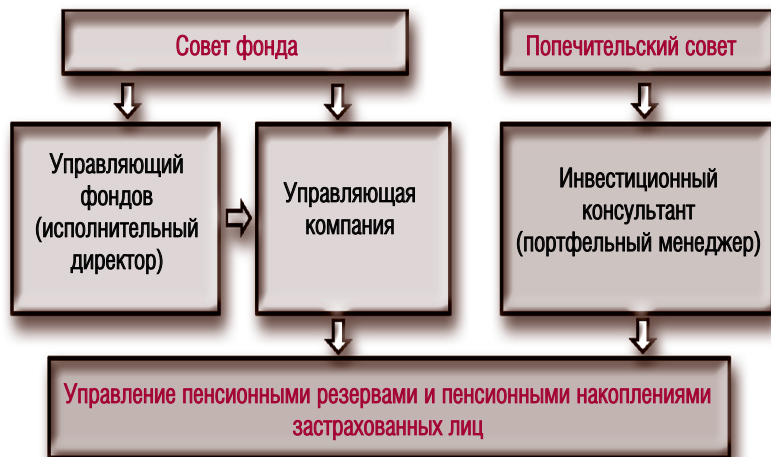 Совет фонда
Попечительский совет
Управляющий
фондов
(исполнительный
директор)
Управляющая
компания
Инвестиционный
консультант
(портфельный менеджер)
Управление пенсионными резервами и пенсионными накоплениями
застрахованных лиц